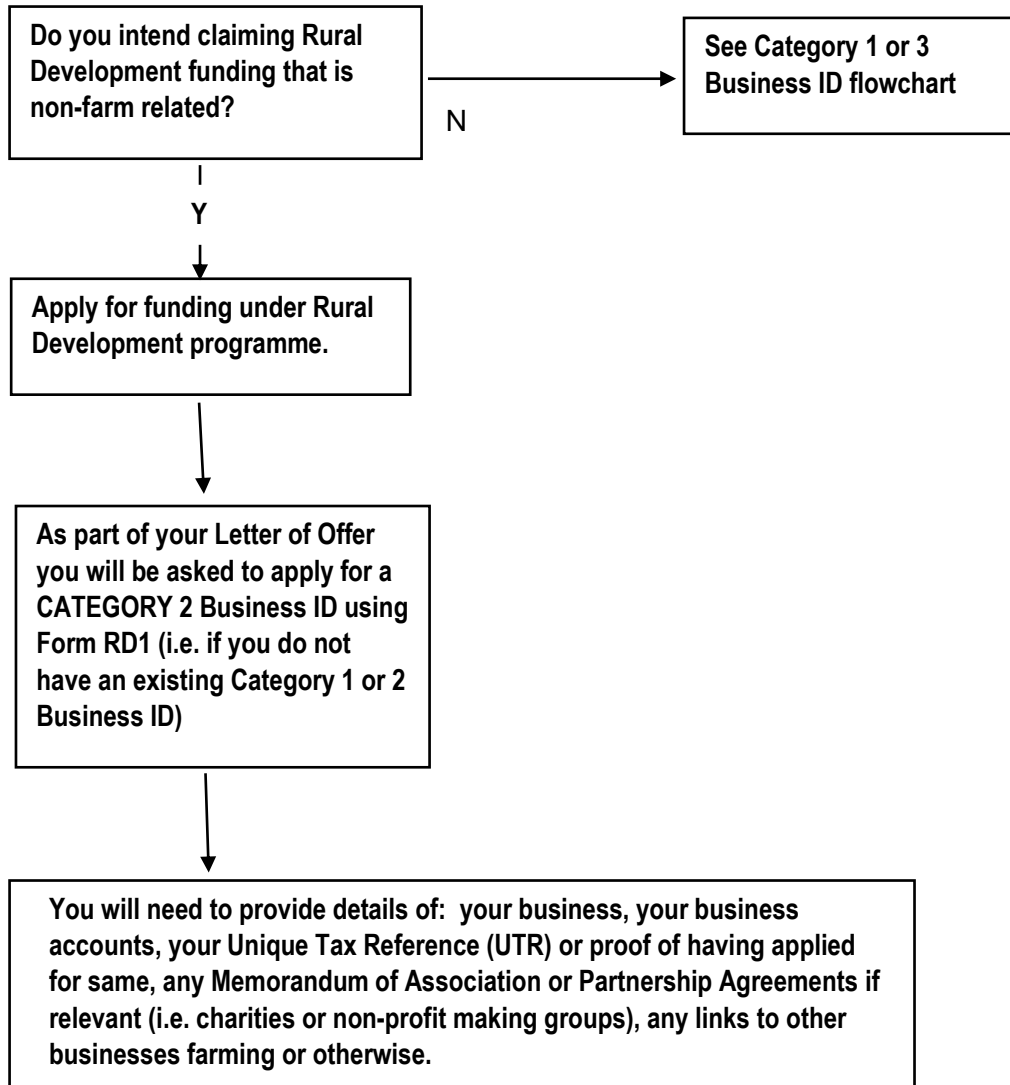 Do you intend claiming Rural
Development funding that is
non-farm related?
See Category 1 or 3
Business ID flowchart
N
Y
Apply for funding under Rural
Development programme.
As part of your Letter of Offer
you will be asked to apply for a
CATEGORY 2 Business ID using
Form RD1 (i.e. if you do not
have an existing Category 1 or 2
Business ID)
You will need to provide details of:  your business, your business
accounts, your Unique Tax Reference (UTR) or proof of having applied
for same, any Memorandum of Association or Partnership Agreements if
relevant (i.e. charities or non-profit making groups), any links to other
businesses farming or otherwise.